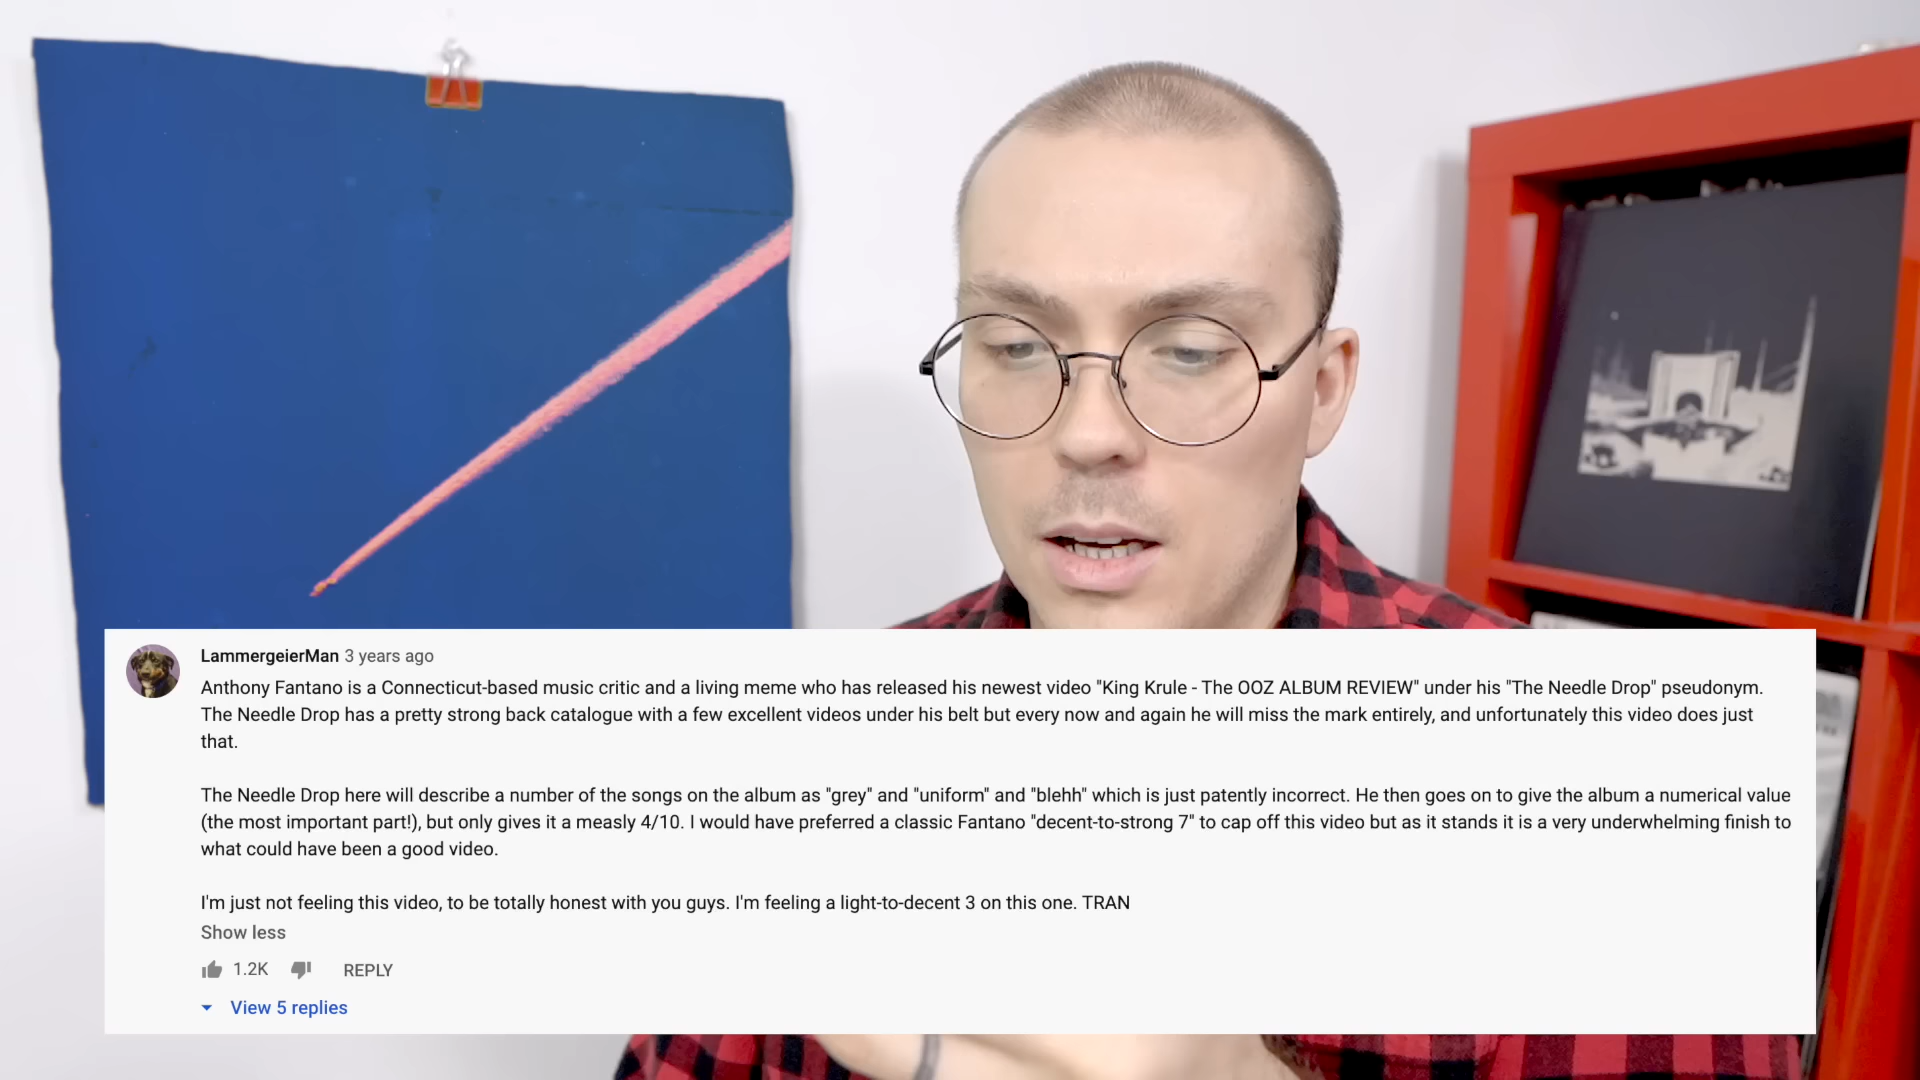 LammergeierMan 3 years ago
Anthony Fantano is a Connecticut-based music critic and a living meme who has released his newest video "King Krule - The OOZ ALBUM REVIEW" under his "The Needle Drop" pseudonym.
The Needle Drop has a pretty strong back catalogue with a few excellent videos under his belt but every now and again he will miss the mark entirely, and unfortunately this video does just
that.
The Needle Drop here will describe a number of the songs on the album as "grey" and "uniform" and "blehh" which is just patently incorrect. He then goes on to give the album a numerical value
(the most important part!), but only gives it a measly 4/10. I would have preferred a classic Fantano "decent-to-strong 7" to cap off this video but as it stands it is a very underwhelming finish to
what could have been a good video.
I'm just not feeling this video, to be totally honest with you guys. I'm feeling a light-to-decent 3 on this one. TRAN
Show less
1.2K REPLY
View 5 replies